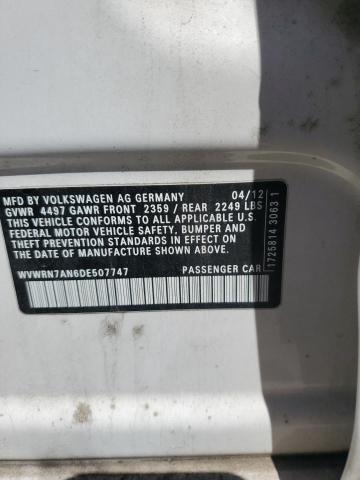 MFD BY VOLKSWAGEN AG GERMANY 04/12
GVWR 4497 GAWR FRONT 2359 / REAR 2249 LBS
THIS VEHICLE CONFORMS TO ALL APPLICABLE U.S.
FEDERAL MOTOR VEHICLE SAFETY, BUMPER AND
THEFT PREVENTION STANDARDS IN EFFECT ON
THE DATE OF MANUFACTURE SHOWN ABOVE.
WVWRN7AN6DE507747 PASSENGER CAR
1725814 30631